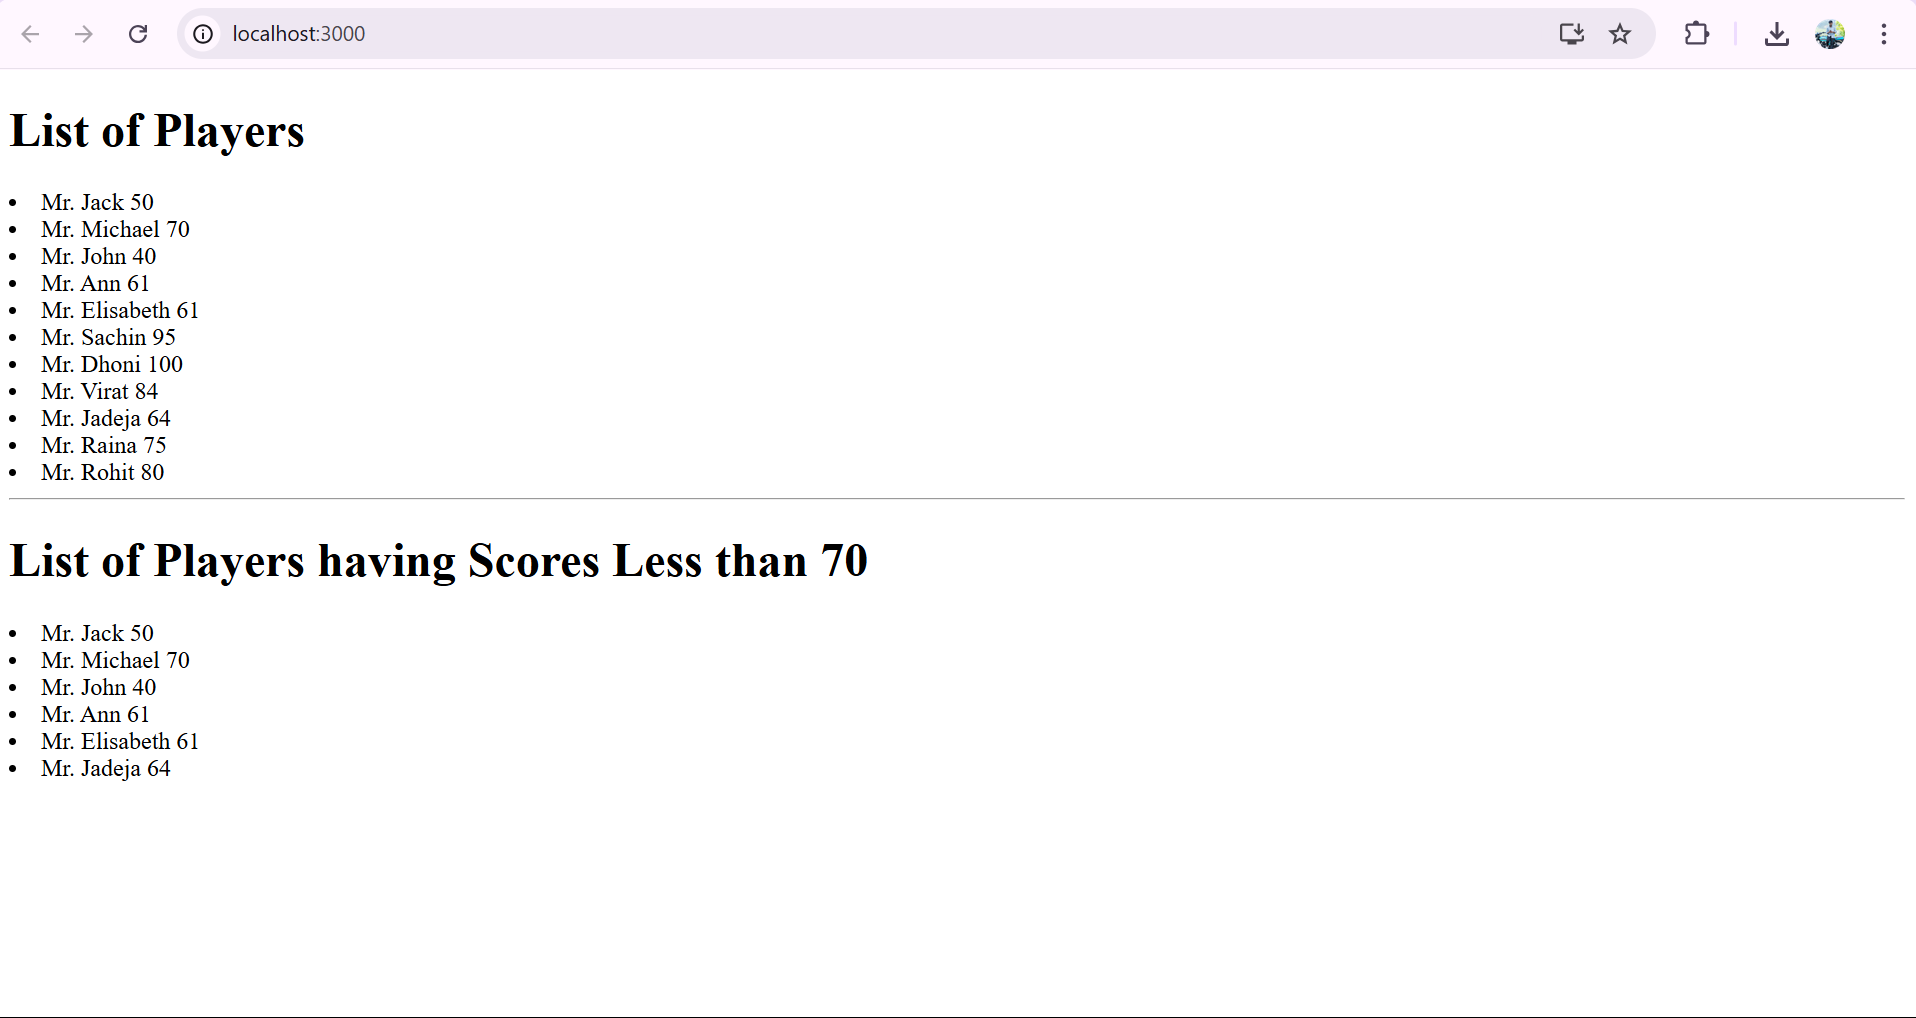 localhost:3000
List of Players
Mr. Jack 50
Mr. Michael 70
Mr. John 40
Mr. Ann 61
Mr. Elisabeth 61
Mr. Sachin 95
Mr. Dhoni 100
Mr. Virat 84
Mr. Jadeja 64
Mr. Raina 75
Mr. Rohit 80
List of Players having Scores Less than 70
Mr. Jack 50
Mr. Michael 70
Mr. John 40
Mr. Ann 61
Mr. Elisabeth 61
Mr. Jadeja 64